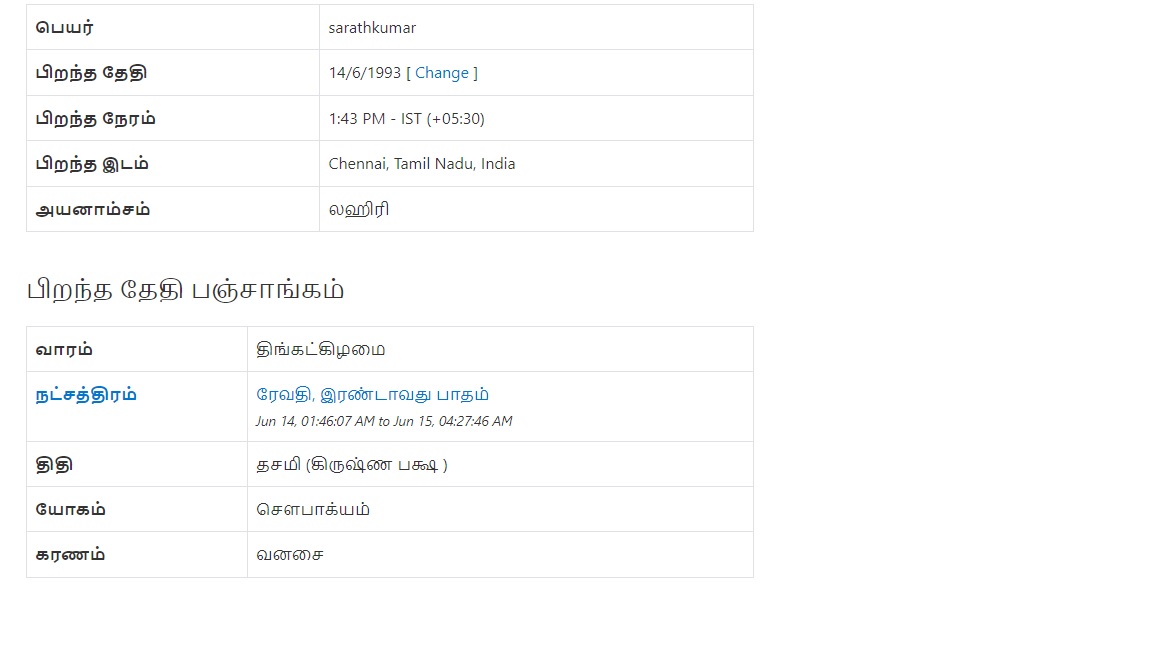 பெயர் sarathkumar
பிறந்த தேதி 14/6/1993 [ Change ]
பிறந்த நேரம் 1:43 PM - IST (+05:30)
பிறந்த இடம் Chennai, Tamil Nadu, India
அயனாம்சம் லஹிரி
பிறந்த தேதி பஞ்சாங்கம்
வாரம் திங்கட்கிழமை
நட்சத்திரம் ரேவதி, இரண்டாவது பாதம்
Jun 14, 01:46:07 AM to Jun 15, 04:27:46 AM
திதி தசமி (கிருஷ்ண பக்ஷ )
யோகம் சௌபாக்யம்
கரணம் வனசை